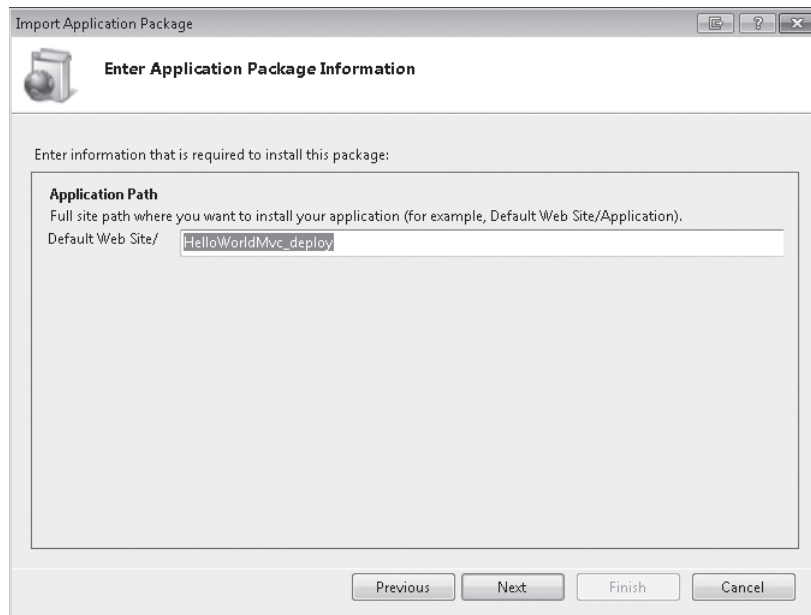 Import Application Package
Enter Application Package Information
Enter information that is required to install this package:
Application Path
Full site path where you want to install your application (for example, Default Web Site/Application).
Default Web Site/ HelloWorldMvc_deploy
Previous Next Finish Cancel